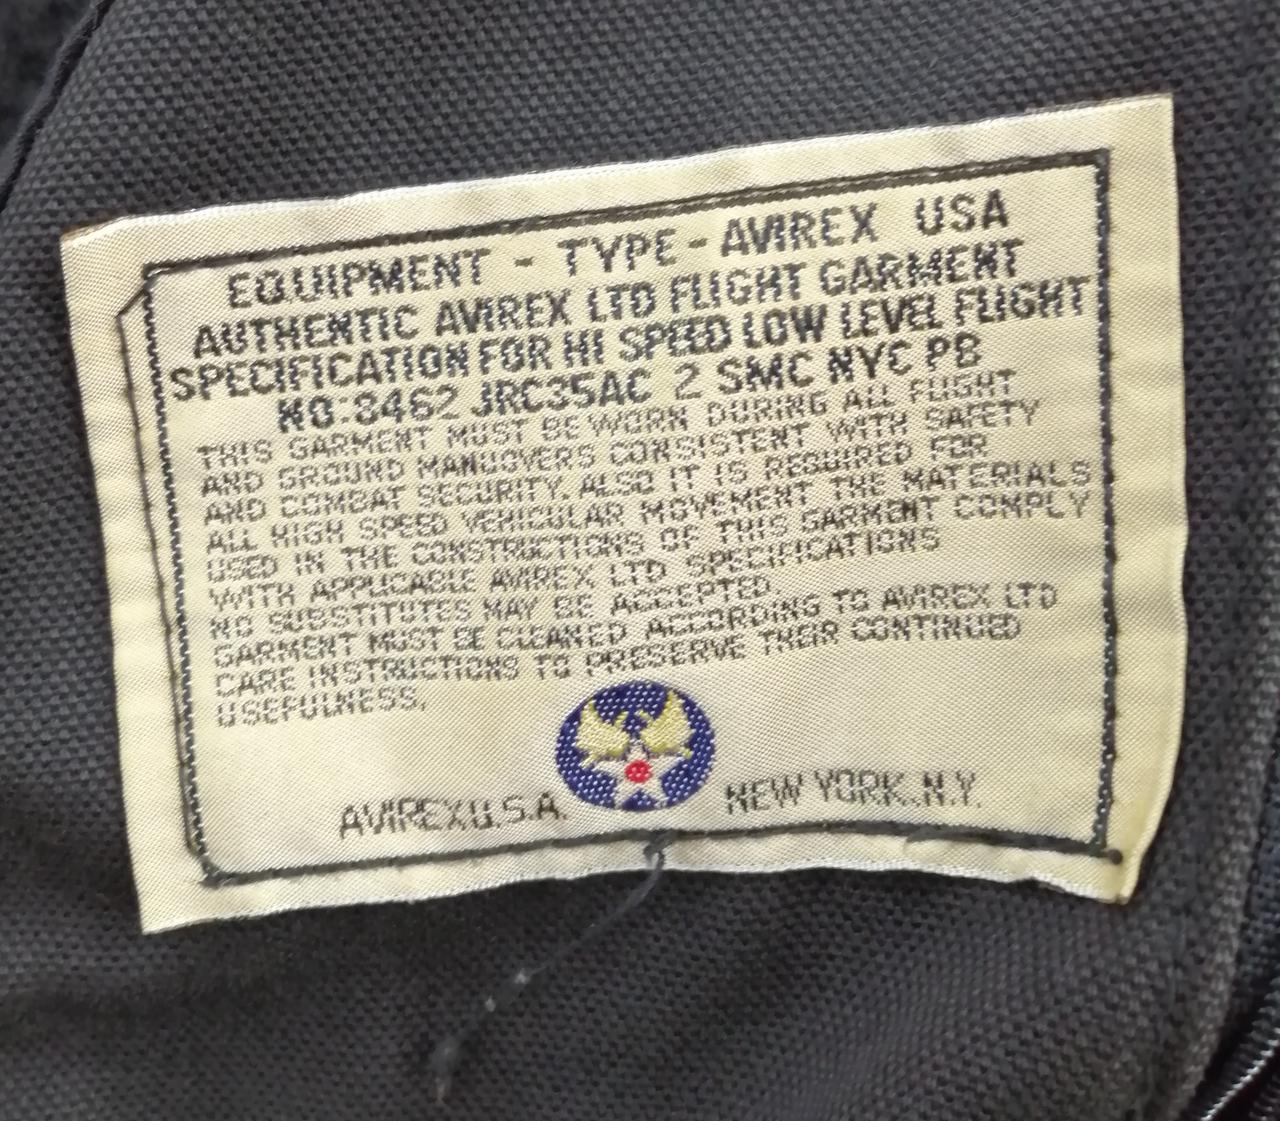 EQUIPMENT - TYPE - AVIREX USA
AUTHENTIC AVIREX LTD FLIGHT GARMENT
SPECIFICATION FOR HI SPEED LOW LEVEL FLIGHT
NO:8462 JRC35AC 2 SMC NYC PB
THIS GARMENT MUST BE WORN DURING ALL FLIGHT
AND GROUND MANUOVERS CONSISTENT WITH SAFETY
AND COMBAT SECURITY. ALSO IT IS REQUIRED FOR
ALL HIGH SPEED VEHICULAR MOVEMENT THE MATERIALS
USED IN THE CONSTRUCTIONS OF THIS GARMENT COMPLY
WITH APPLICABLE AVIREX LTD SPECIFICATIONS
NO SUBSTITUTES MAY BE ACCEPTED.
GARMENT MUST BE CLEANED ACCORDING TO AVIREX LTD
CARE INSTRUCTIONS TO PRESERVE THEIR CONTINUED
USEFULNESS.
AVIREX U.S.A. NEW YORK.N.Y.